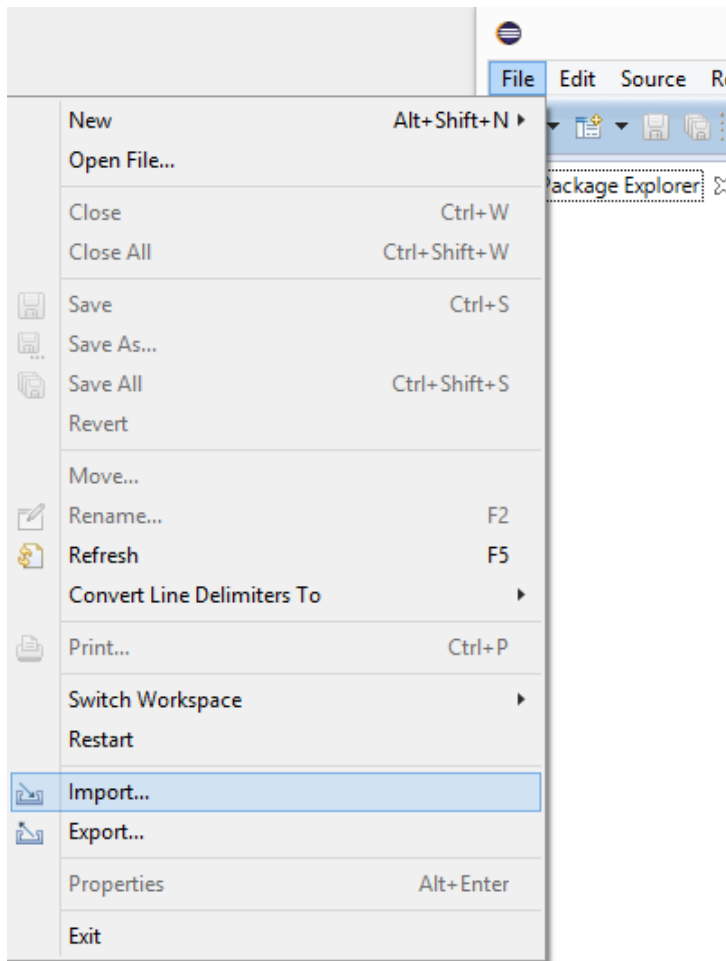 File Edit Source
New Alt+Shift+N
Open File...
Package Explorer
Close Ctrl+W
Close All Ctrl+Shift+W
Save Ctrl+S
Save As...
Save All Ctrl+Shift+S
Revert
Move...
Rename... F2
Refresh F5
Convert Line Delimiters To
Print... Ctrl+P
Switch Workspace
Restart
Import...
Export...
Properties Alt+Enter
Exit